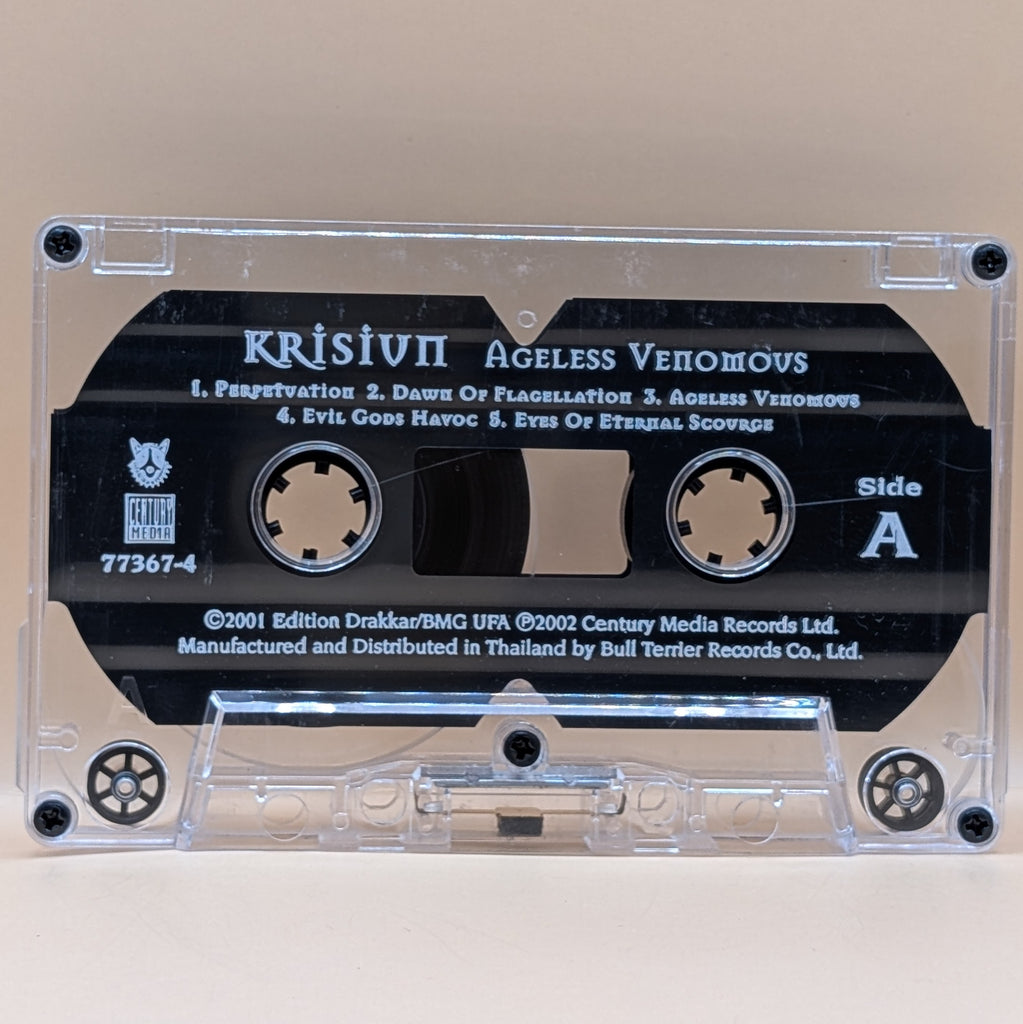 KRISIUN AGELESS VENOMOUS
1. PERPETUATION 2. DAWN OF FLAGELLATION 3. AGELESS VENOMOUS
4. EVIL GODS HAVOC 5. EYES OF ETERNAL SCOURGE
CENTURY
MEDIA
77367-4
Side
A
©2001 Edition Drakkar/BMG UFA ℗2002 Century Media Records Ltd.
Manufactured and Distributed in Thailand by Bull Terrier Records Co., Ltd.
A